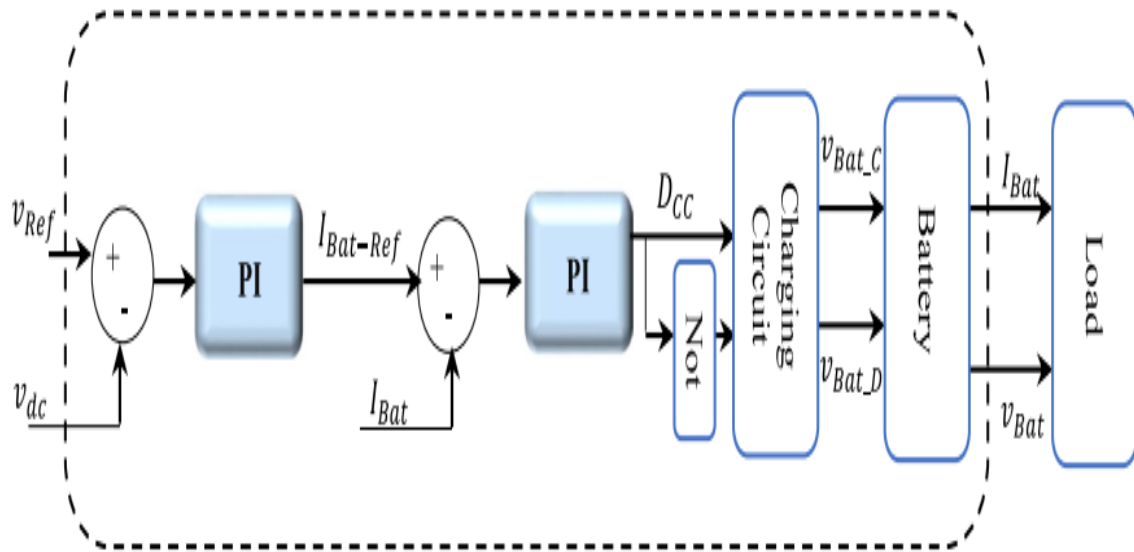 v_Ref
+
-
v_dc
PI
I_Bat-Ref
+
-
I_Bat
PI
D_CC
Not
Charging
Circuit
v_Bat_C
v_Bat_D
Battery
I_Bat
v_Bat
Load